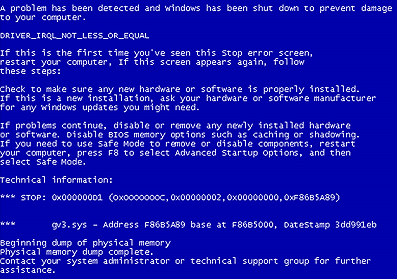 A problem has been detected and Windows has been shut down to prevent damage
to your computer.
DRIVER_IRQL_NOT_LESS_OR_EQUAL
If this is the first time you've seen this Stop error screen,
restart your computer, If this screen appears again, follow
these steps:
Check to make sure any new hardware or software is properly installed.
If this is a new installation, ask your hardware or software manufacturer
for any Windows updates you might need.
If problems continue, disable or remove any newly installed hardware
or software. Disable BIOS memory options such as caching or shadowing.
If you need to use Safe Mode to remove or disable components, restart
your computer, press F8 to select Advanced Startup Options, and then
select Safe Mode.
Technical information:
*** STOP: 0x000000D1 (0x0000000C,0x00000002,0x00000000,0xF86B5A89)
*** gv3.sys - Address F86B5A89 base at F86B5000, DateStamp 3dd991eb
Beginning dump of physical memory
Physical memory dump complete.
Contact your system administrator or technical support group for further
assistance.